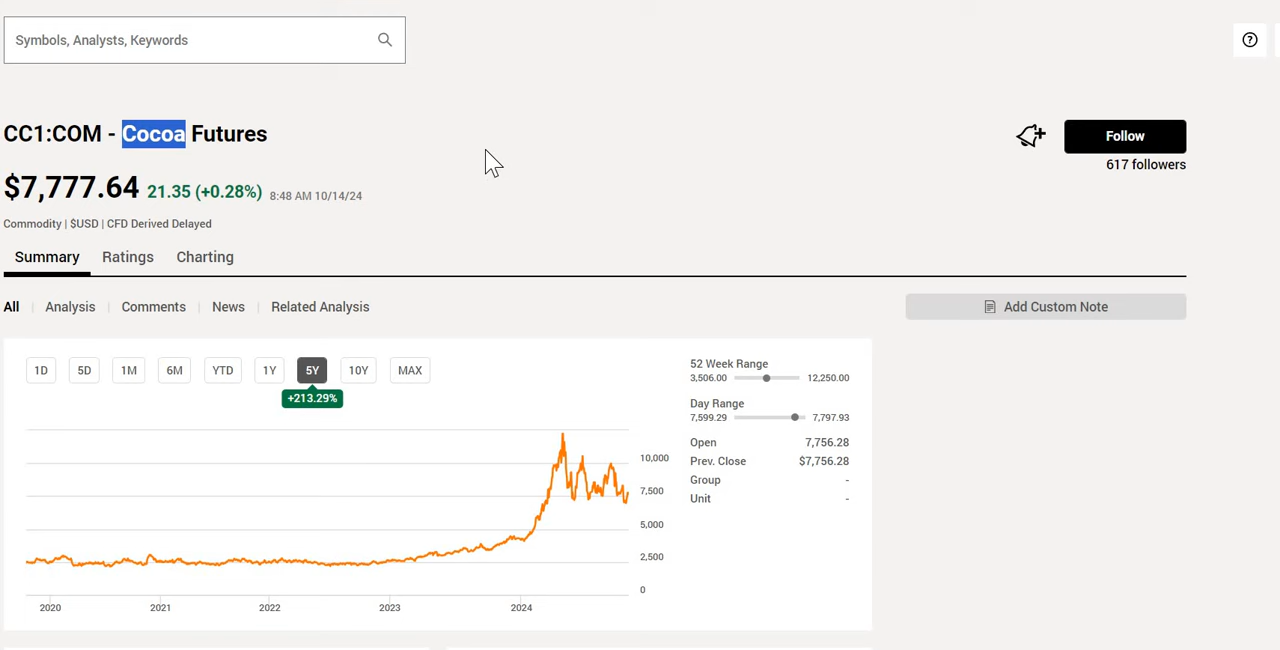 Symbols, Analysts, Keywords
CC1:COM - Cocoa Futures
Follow
617 followers
$7,777.64 21.35 (+0.28%) 8:48 AM 10/14/24
Commodity | $USD | CFD Derived Delayed
Summary Ratings Charting
All | Analysis | Comments | News | Related Analysis
Add Custom Note
1D 5D 1M 6M YTD 1Y 5Y 10Y MAX
+213.29%
10,000
7,500
5,000
2,500
0
2020 2021 2022 2023 2024
52 Week Range
3,506.00 12,250.00
Day Range
7,599.29 7,797.93
Open 7,756.28
Prev. Close $7,756.28
Group -
Unit -